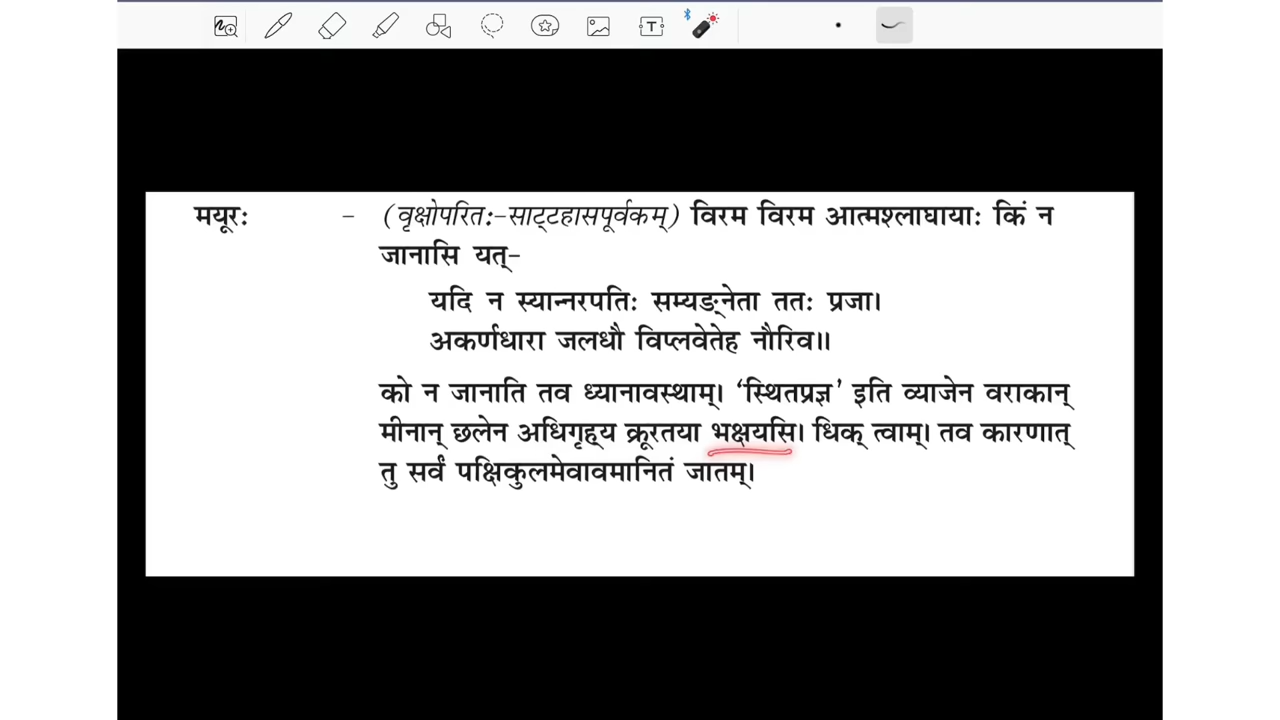 मयूरः - (वृक्षोपरितः-साट्टहासपूर्वकम्) विरम विरम आत्मश्लाघायाः किं न
जानासि यत्-
यदि न स्यान्नरपतिः सम्यङ्नेता ततः प्रजा।
अकर्णधारा जलधौ विप्लवेतेह नौरिव॥
को न जानाति तव ध्यानावस्थाम्। ‘स्थितप्रज्ञ’ इति व्याजेन वराकान्
मीनान् छलेन अधिगृह्य क्रूरतया भक्षयसि। धिक् त्वाम्। तव कारणात्
तु सर्वं पक्षिकुलमेवावमानितं जातम्।